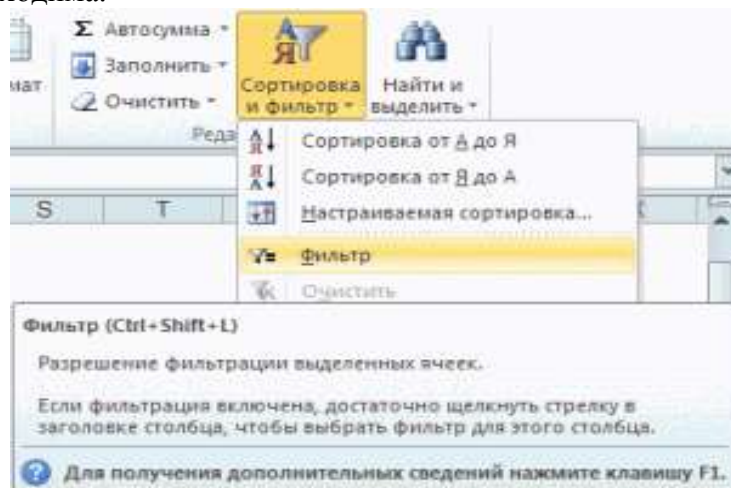 Σ Автосумма
Заполнить
мат
Очистить
Сортировка и фильтр
Найти и выделить
Реда
А
Я
Сортировка от А до Я
Я
А
Сортировка от Я до А
S T
Настраиваемая сортировка...
Фильтр
Очистить
Фильтр (Ctrl+Shift+L)
Разрешение фильтрации выделенных ячеек.
Если фильтрация включена, достаточно щелкнуть стрелку в
заголовке столбца, чтобы выбрать фильтр для этого столбца.
Для получения дополнительных сведений нажмите клавишу F1.